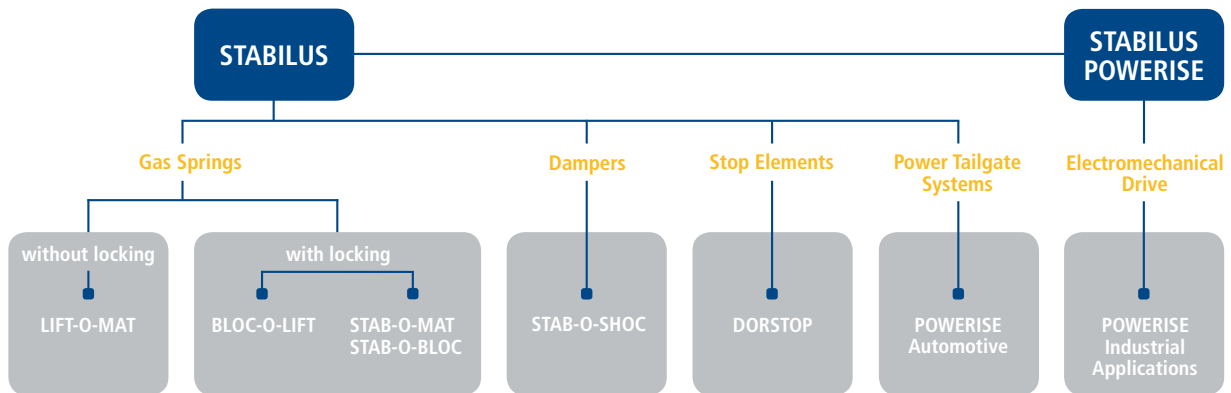 STABILUS
STABILUS
POWERISE
Gas Springs
Dampers
Stop Elements
Power Tailgate
Systems
Electromechanical
Drive
without locking
with locking
LIFT-O-MAT
BLOC-O-LIFT
STAB-O-MAT
STAB-O-BLOC
STAB-O-SHOC
DORSTOP
POWERISE
Automotive
POWERISE
Industrial
Applications